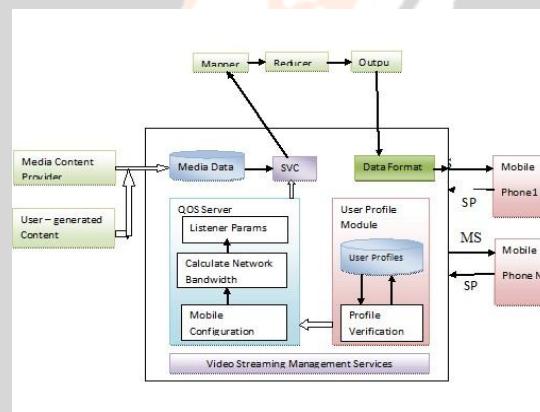 Manner
Reducer
Outpu
Media Content
Provider
Media Data
SVC
Data Format
Mobile
Phone1
SP
User – generated
Content
QOS Server
Listener Params
Calculate Network
Bandwidth
Mobile
Configuration
User Profile
Module
User Profiles
Profile
Verification
MS
Mobile
Phone N
SP
Video Streaming Management Services